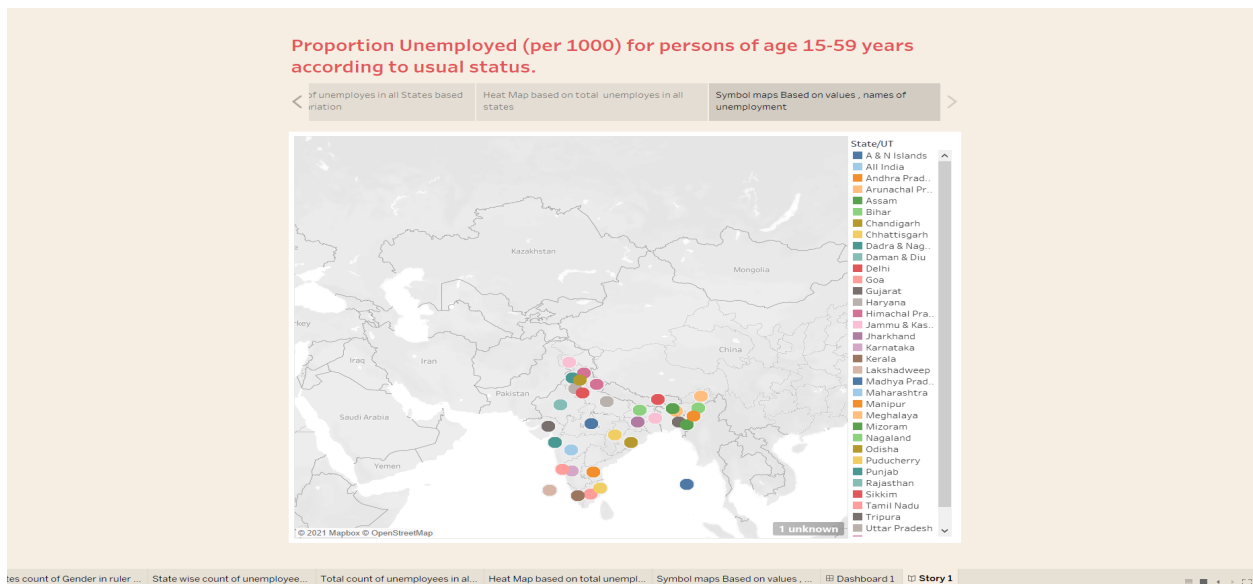 Proportion Unemployed (per 1000) for persons of age 15-59 years
according to usual status.
of unemployes in all States based
riation
Heat Map based on total unemployes in all
states
Symbol maps Based on values , names of
unemployment
State/UT
A & N Islands
All India
Andhra Prad..
Arunachal Pr..
Assam
Bihar
Chandigarh
Chhattisgarh
Dadra & Nag..
Daman & Diu
Delhi
Goa
Gujarat
Haryana
Himachal Pra..
Jammu & Kas..
Jharkhand
Karnataka
Kerala
Lakshadweep
Madhya Prad..
Maharashtra
Manipur
Meghalaya
Mizoram
Nagaland
Odisha
Puducherry
Punjab
Rajasthan
Sikkim
Tamil Nadu
Tripura
Uttar Pradesh
Kazakhstan
Mongolia
key
Iraq
Iran
China
Pakistan
Saudi Arabia
Yemen
© 2021 Mapbox © OpenStreetMap
1 unknown
tes count of Gender in ruler ...
State wise count of unemployee...
Total count of unemployees in al...
Heat Map based on total unempl...
Symbol maps Based on values , ...
Dashboard 1
Story 1